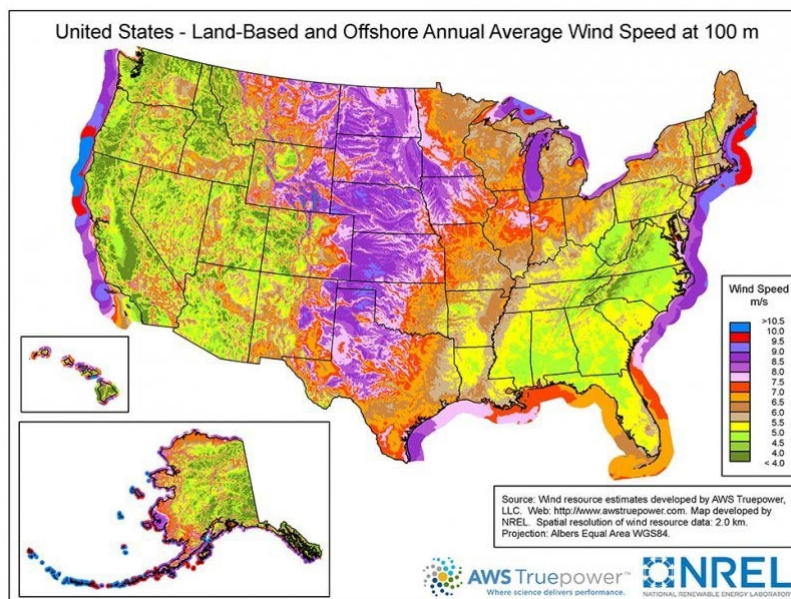 United States - Land-Based and Offshore Annual Average Wind Speed at 100 m
Wind Speed
m/s
>10.5
10.0
9.5
9.0
8.5
8.0
7.5
7.0
6.5
6.0
5.5
5.0
4.5
4.0
< 4.0
Source: Wind resource estimates developed by AWS Truepower,
LLC. Web: http://www.awstruepower.com. Map developed by
NREL. Spatial resolution of wind resource data: 2.0 km.
Projection: Albers Equal Area WGS84.
AWS Truepower™
Where science delivers performance.
NREL
NATIONAL RENEWABLE ENERGY LABORATORY